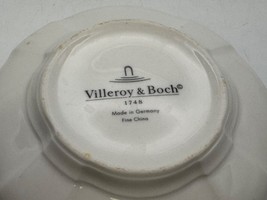 Villeroy & Boch©
1748
Made in Germany
Fine China